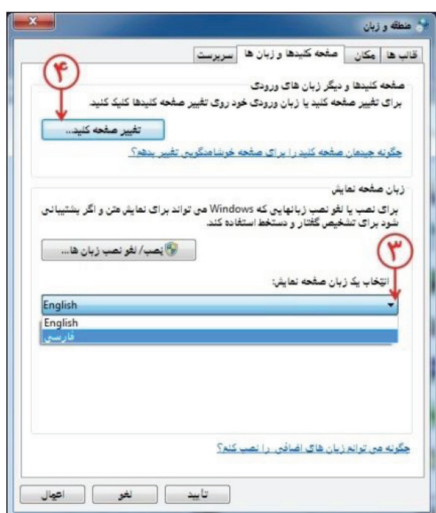 منطقه و زبان
قالب ها مکان صفحه کلیدها و زبان ها سرپرست
۴
صفحه کلیدها و دیگر زبان های ورودی
برای تغییر صفحه کلید یا زبان ورودی خود روی تغییر صفحه کلیدها کلیک کنید.
تغییر صفحه کلید...
چگونه چیدمان صفحه کلید را برای صفحه خوشامدگویی تغییر بدهم؟
زبان صفحه نمایش
برای نصب یا لغو نصب زبانهایی که Windows می تواند برای نمایش متن و اگر پشتیبانی
شود برای تشخیص گفتار و دستخط استفاده کند.
نصب/ لغو نصب زبان ها...
۳
انتخاب یک زبان صفحه نمایش:
English
English
فارسی
چگونه می توانم زبان های اضافی را نصب کنم؟
تأیید لغو اعمال